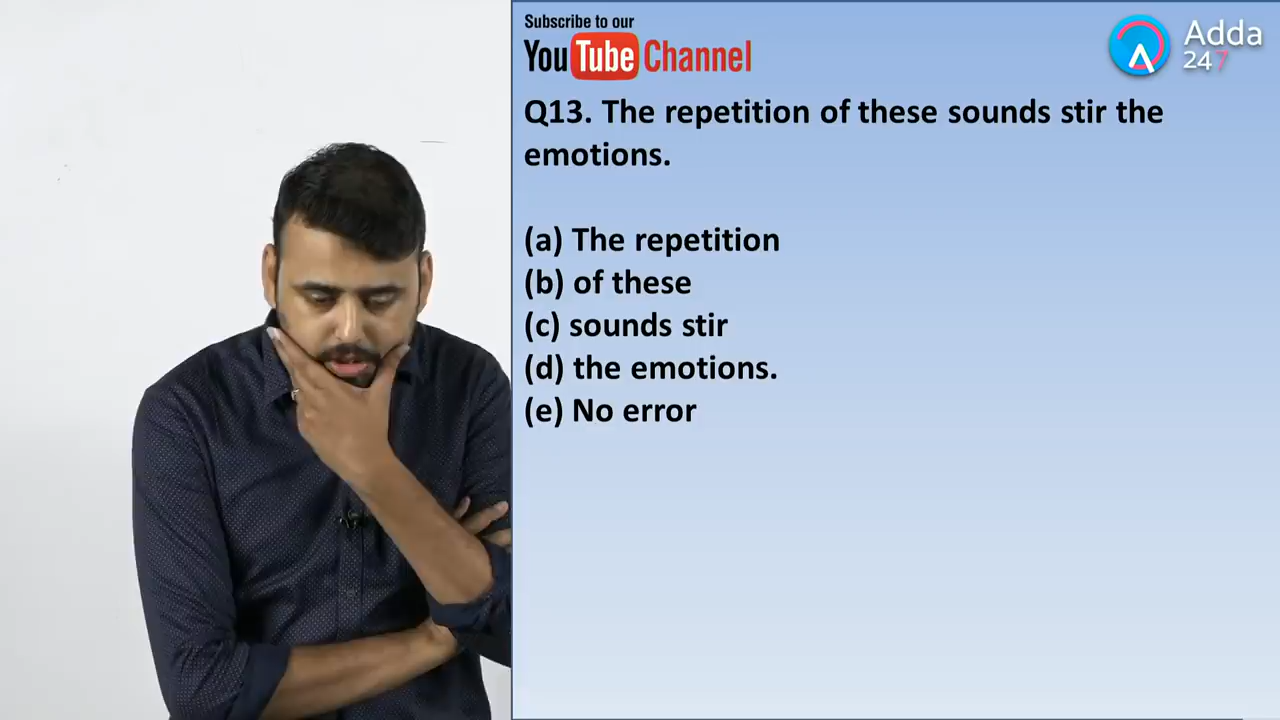 Subscribe to our
YouTube Channel
Adda
247
Q13. The repetition of these sounds stir the
emotions.
(a) The repetition
(b) of these
(c) sounds stir
(d) the emotions.
(e) No error